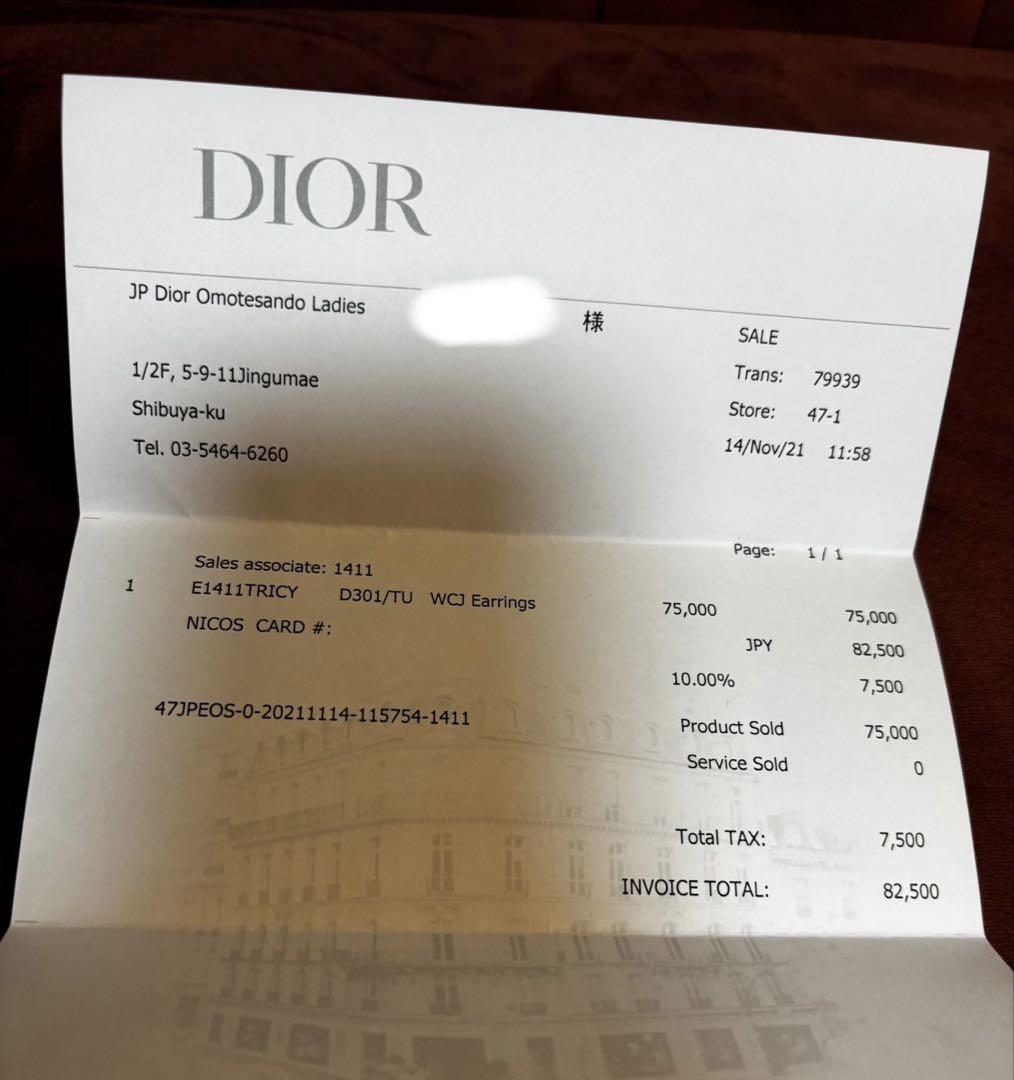 DIOR
JP Dior Omotesando Ladies
様
SALE
1/2F, 5-9-11Jingumae
Trans: 79939
Shibuya-ku
Store: 47-1
Tel. 03-5464-6260
14/Nov/21 11:58
Page: 1 / 1
Sales associate: 1411
1 E1411TRICY D301/TU WCJ Earrings 75,000 75,000
NICOS CARD #: JPY 82,500
10.00% 7,500
47JPEOS-0-20211114-115754-1411
Product Sold 75,000
Service Sold 0
Total TAX: 7,500
INVOICE TOTAL: 82,500